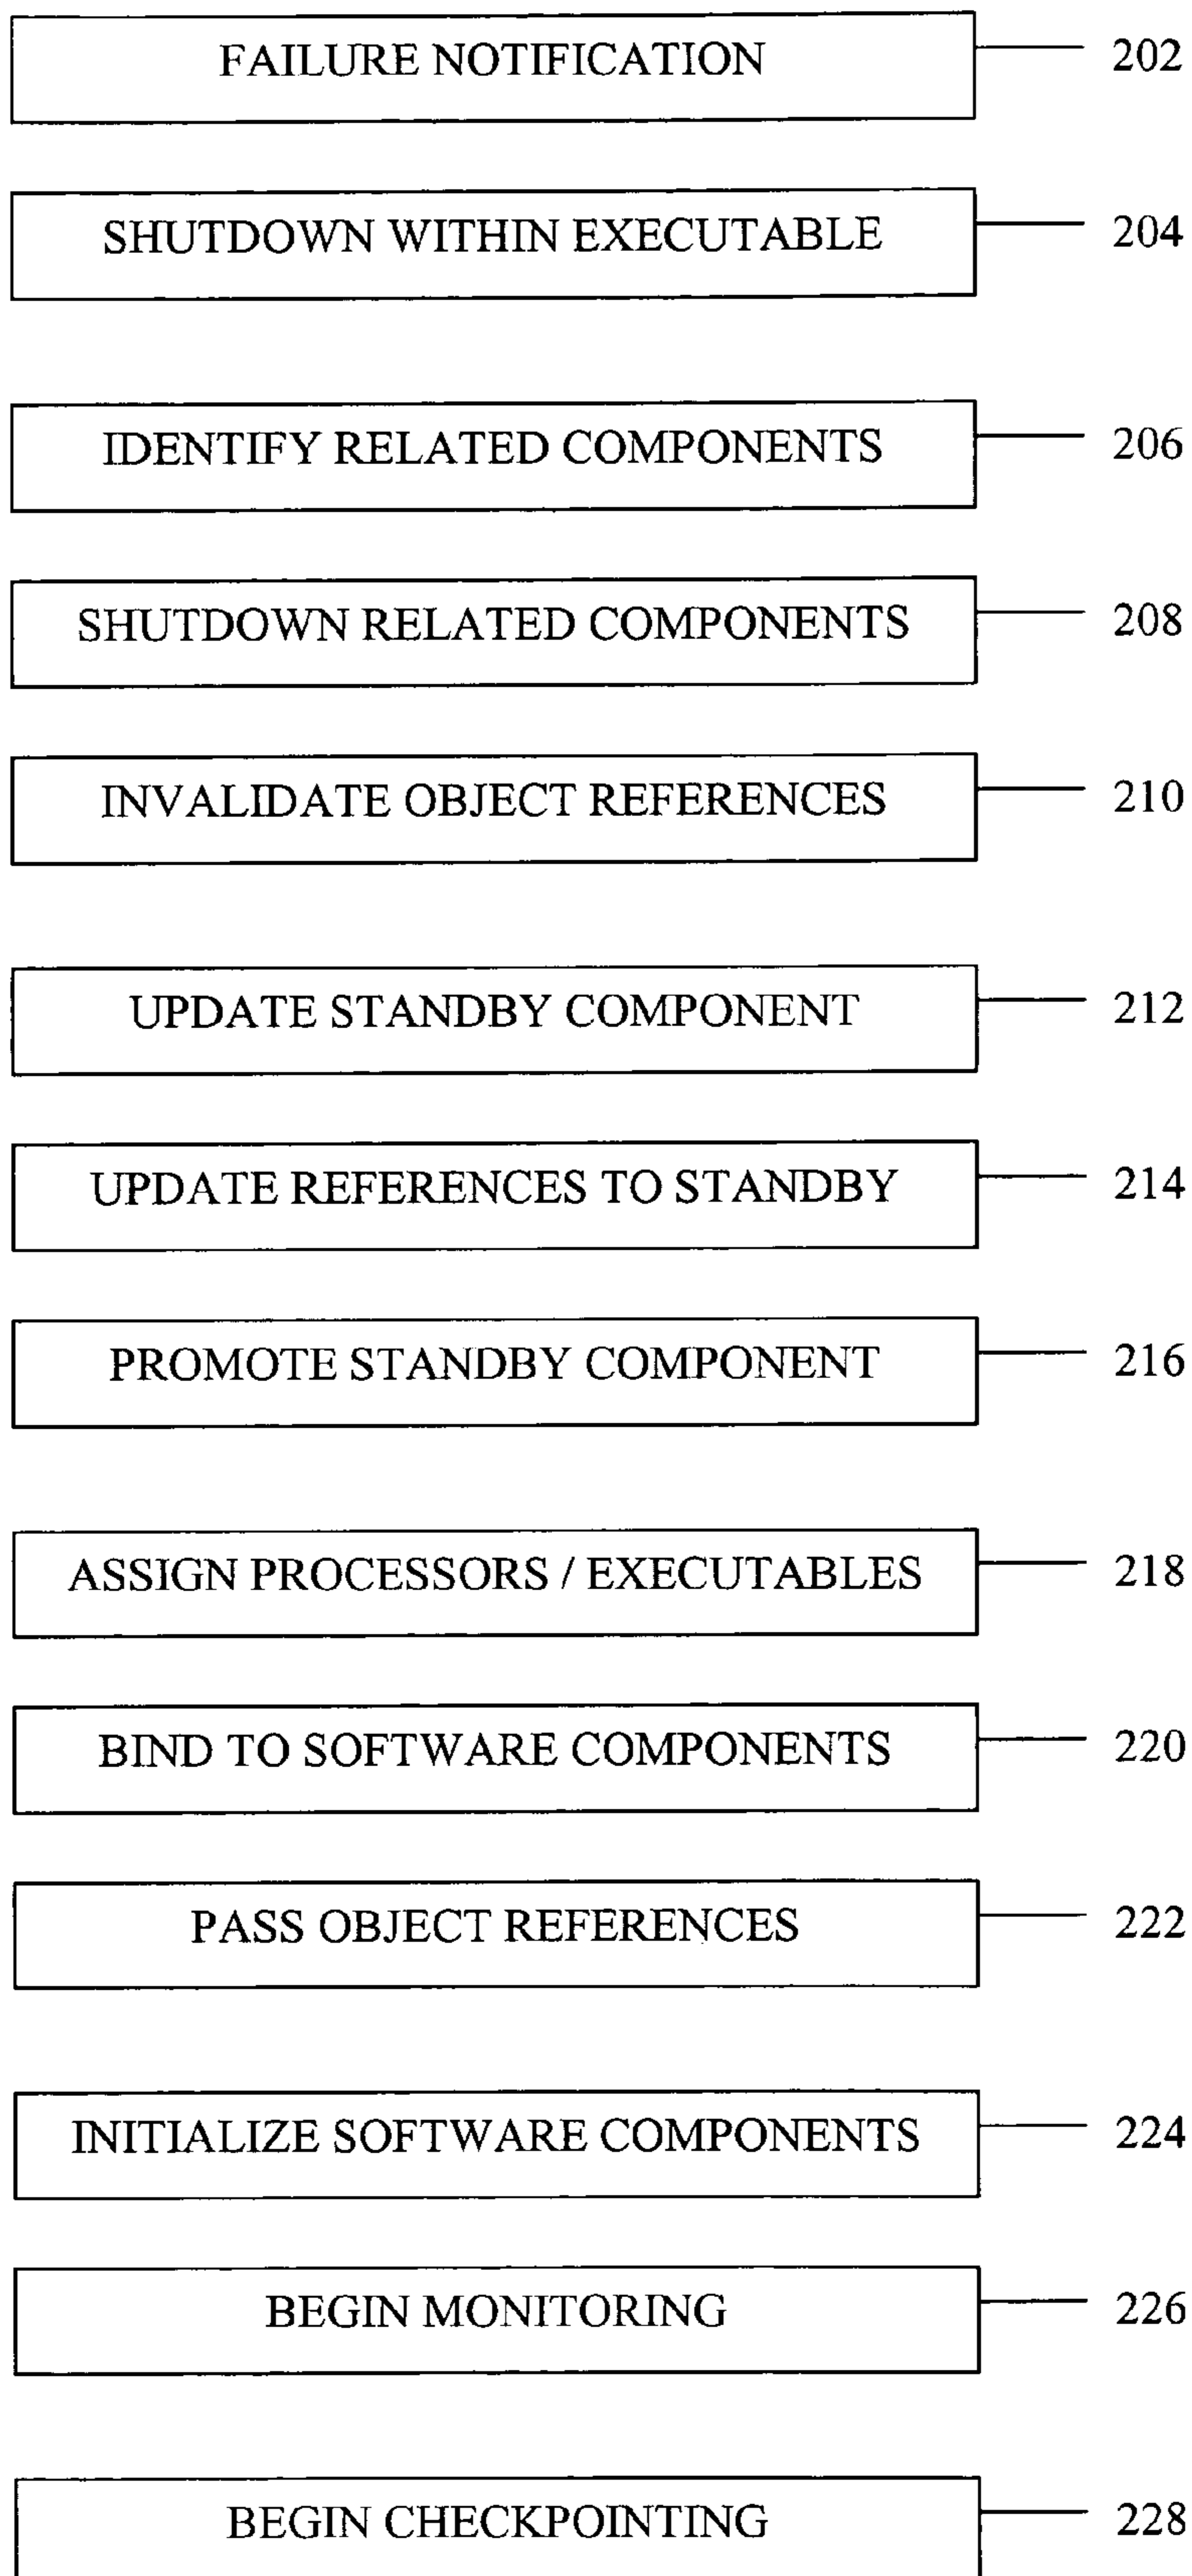 FAILURE NOTIFICATION 202
SHUTDOWN WITHIN EXECUTABLE 204
IDENTIFY RELATED COMPONENTS 206
SHUTDOWN RELATED COMPONENTS 208
INVALIDATE OBJECT REFERENCES 210
UPDATE STANDBY COMPONENT 212
UPDATE REFERENCES TO STANDBY 214
PROMOTE STANDBY COMPONENT 216
ASSIGN PROCESSORS / EXECUTABLES 218
BIND TO SOFTWARE COMPONENTS 220
PASS OBJECT REFERENCES 222
INITIALIZE SOFTWARE COMPONENTS 224
BEGIN MONITORING 226
BEGIN CHECKPOINTING 228